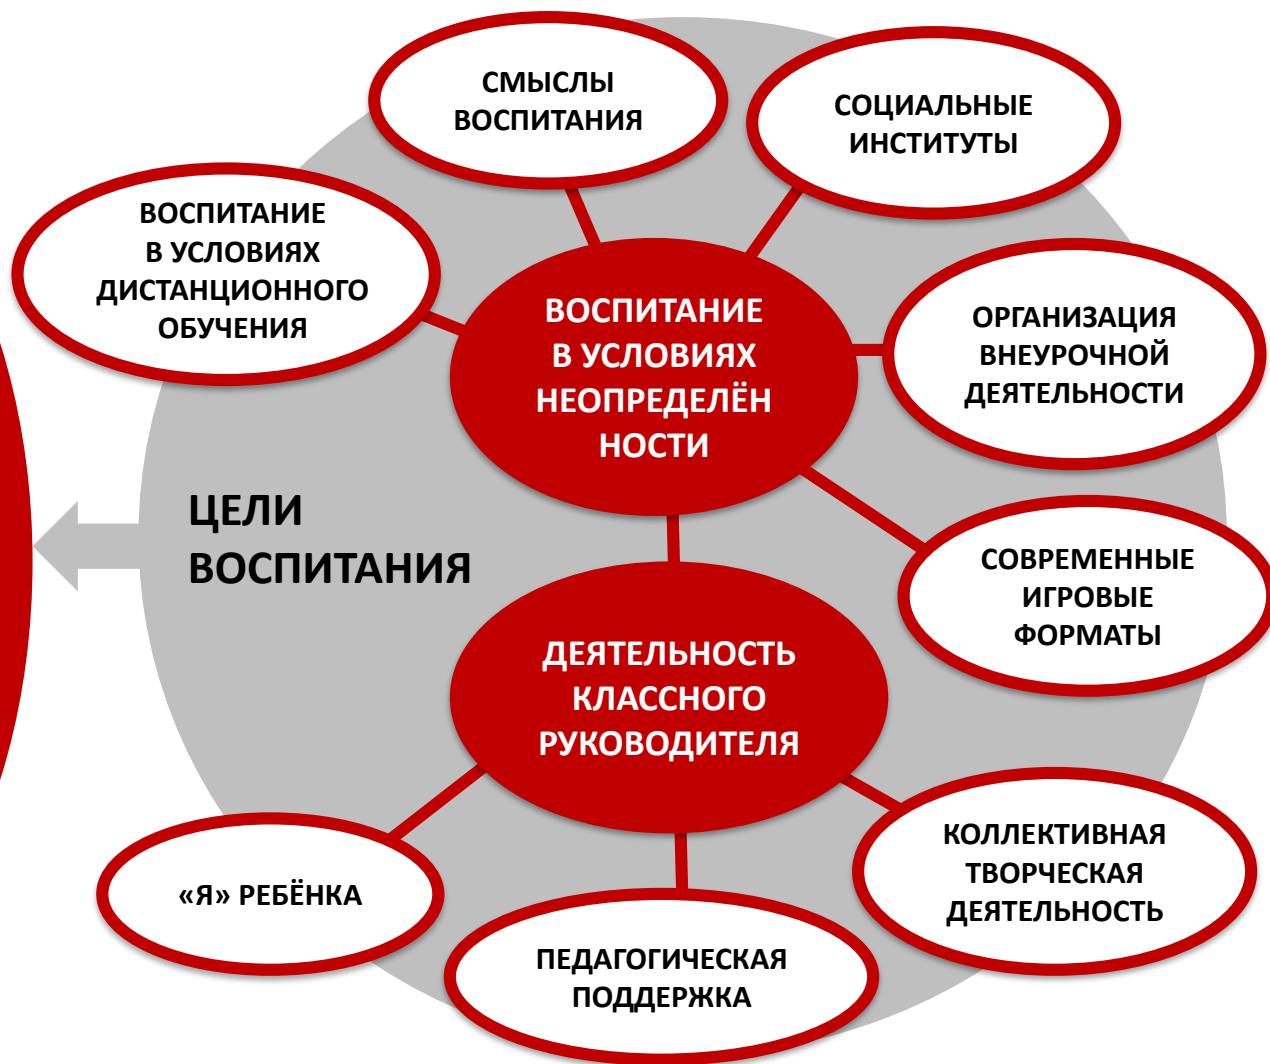 СМЫСЛЫ
ВОСПИТАНИЯ
СОЦИАЛЬНЫЕ
ИНСТИТУТЫ
ВОСПИТАНИЕ
В УСЛОВИЯХ
ДИСТАНЦИОННОГО
ОБУЧЕНИЯ
ВОСПИТАНИЕ
В УСЛОВИЯХ
НЕОПРЕДЕЛЁН
НОСТИ
ОРГАНИЗАЦИЯ
ВНЕУРОЧНОЙ
ДЕЯТЕЛЬНОСТИ
ЦЕЛИ
ВОСПИТАНИЯ
СОВРЕМЕННЫЕ
ИГРОВЫЕ
ФОРМАТЫ
ДЕЯТЕЛЬНОСТЬ
КЛАССНОГО
РУКОВОДИТЕЛЯ
«Я» РЕБЁНКА
КОЛЛЕКТИВНАЯ
ТВОРЧЕСКАЯ
ДЕЯТЕЛЬНОСТЬ
ПЕДАГОГИЧЕСКАЯ
ПОДДЕРЖКА